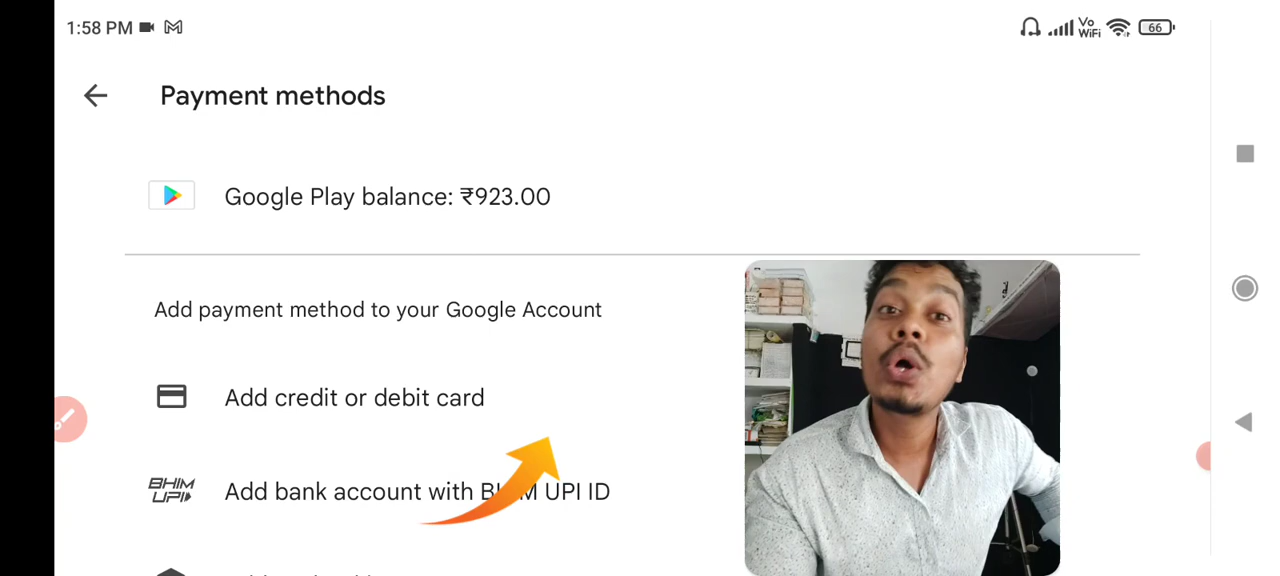 1:58 PM
Vo
WiFi
66
Payment methods
Google Play balance: ₹923.00
Add payment method to your Google Account
Add credit or debit card
BHIM
UPI
Add bank account with BHIM UPI ID